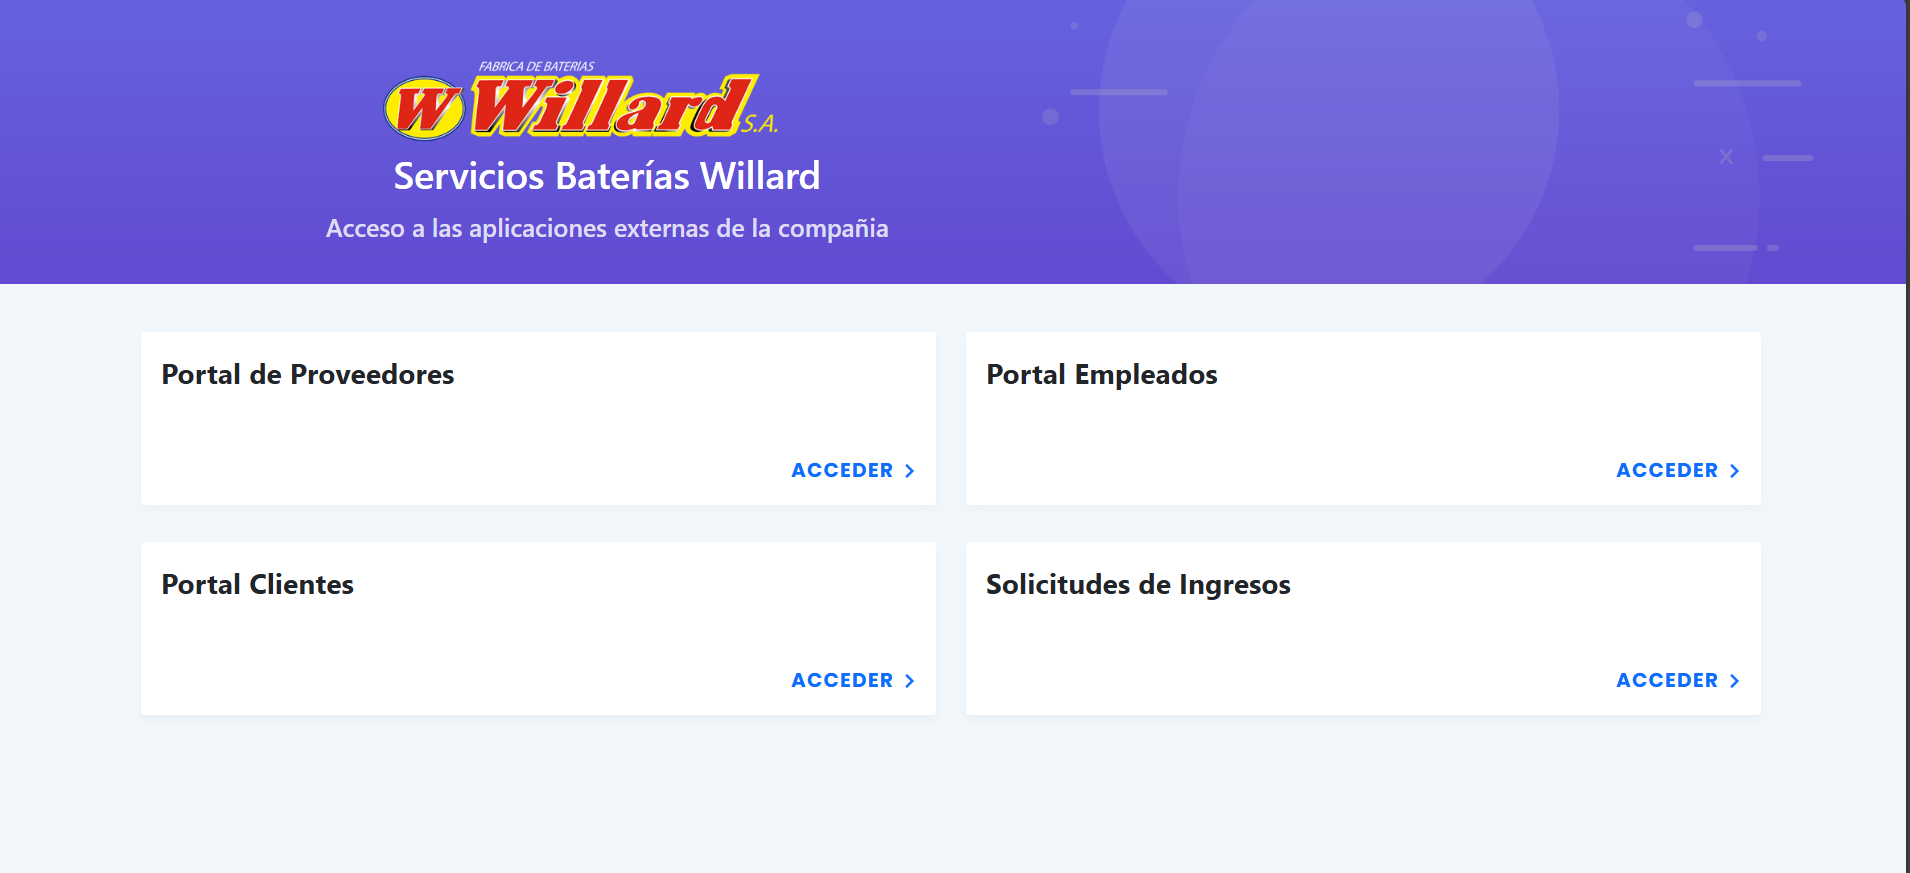 FABRICA DE BATERIAS
W Willard S.A.
Servicios Baterías Willard
Acceso a las aplicaciones externas de la compañia
Portal de Proveedores
ACCEDER
Portal Empleados
ACCEDER
Portal Clientes
ACCEDER
Solicitudes de Ingresos
ACCEDER